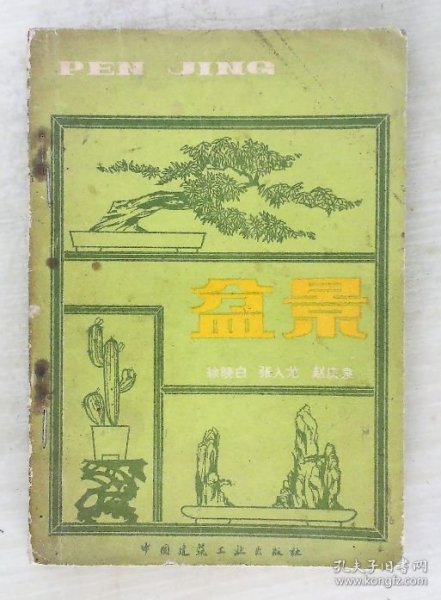 PEN JING
盆景
徐晓白 张人龙 赵庆泉
中国建筑工业出版社
孔夫子旧书网
www.kongfz.com